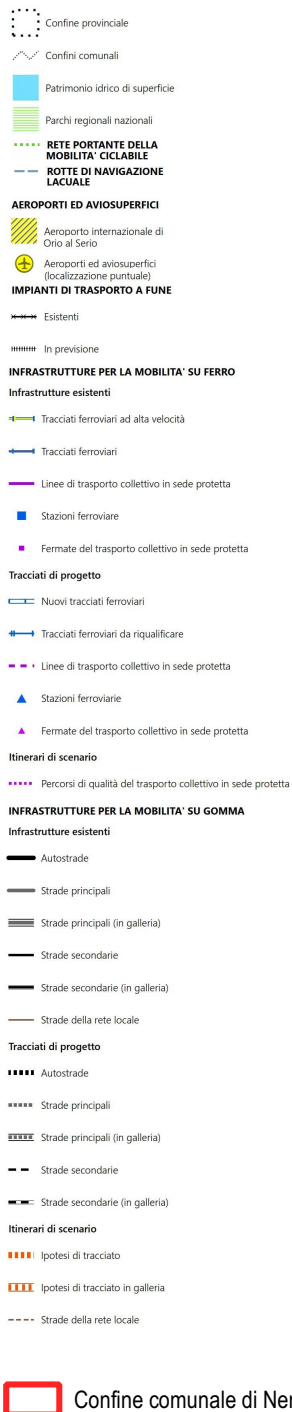 Confine provinciale
Confini comunali
Patrimonio idrico di superficie
Parchi regionali nazionali
RETE PORTANTE DELLA
MOBILITA' CICLABILE
ROTTE DI NAVIGAZIONE
LACUALE
AEROPORTI ED AVIOSUPERFICI
Aeroporto internazionale di
Orio al Serio
Aeroporti ed aviosuperfici
(localizzazione puntuale)
IMPIANTI DI TRASPORTO A FUNE
Esistenti
In previsione
INFRASTRUTTURE PER LA MOBILITA' SU FERRO
Infrastrutture esistenti
Tracciati ferroviari ad alta velocità
Tracciati ferroviari
Linee di trasporto collettivo in sede protetta
Stazioni ferroviare
Fermate del trasporto collettivo in sede protetta
Tracciati di progetto
Nuovi tracciati ferroviari
Tracciati ferroviari da riqualificare
Linee di trasporto collettivo in sede protetta
Stazioni ferroviarie
Fermate del trasporto collettivo in sede protetta
Itinerari di scenario
Percorsi di qualità del trasporto collettivo in sede protetta
INFRASTRUTTURE PER LA MOBILITA' SU GOMMA
Infrastrutture esistenti
Autostrade
Strade principali
Strade principali (in galleria)
Strade secondarie
Strade secondarie (in galleria)
Strade della rete locale
Tracciati di progetto
Autostrade
Strade principali
Strade principali (in galleria)
Strade secondarie
Strade secondarie (in galleria)
Itinerari di scenario
Ipotesi di tracciato
Ipotesi di tracciato in galleria
Strade della rete locale
Confine comunale di